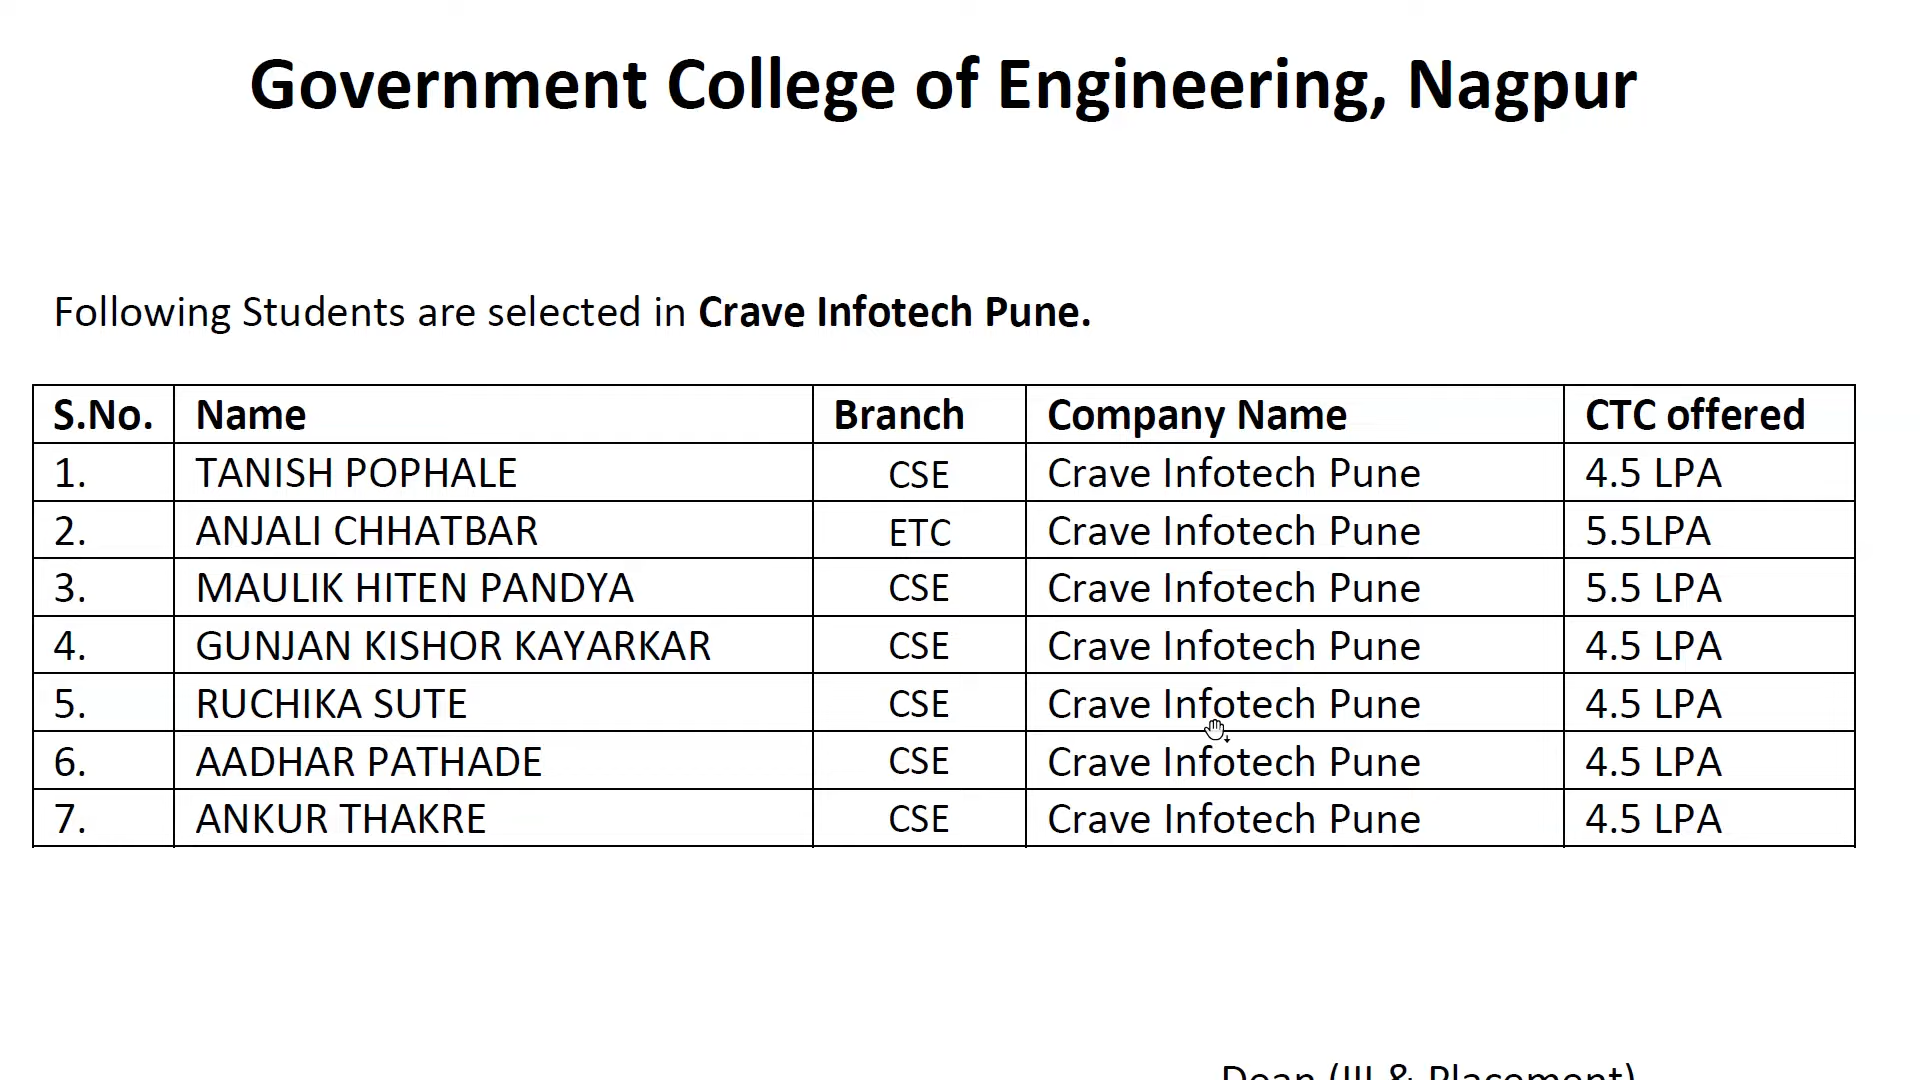 Government College of Engineering, Nagpur
Following Students are selected in Crave Infotech Pune.
S.No. Name Branch Company Name CTC offered
1. TANISH POPHALE CSE Crave Infotech Pune 4.5 LPA
2. ANJALI CHHATBAR ETC Crave Infotech Pune 5.5LPA
3. MAULIK HITEN PANDYA CSE Crave Infotech Pune 5.5 LPA
4. GUNJAN KISHOR KAYARKAR CSE Crave Infotech Pune 4.5 LPA
5. RUCHIKA SUTE CSE Crave Infotech Pune 4.5 LPA
6. AADHAR PATHADE CSE Crave Infotech Pune 4.5 LPA
7. ANKUR THAKRE CSE Crave Infotech Pune 4.5 LPA
Dean & Placement)